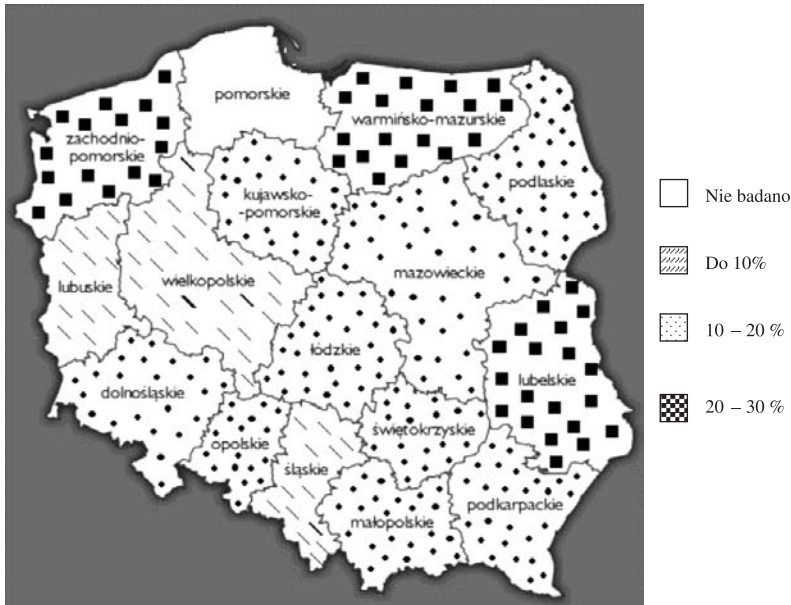 pomorskie
warmińsko-mazurskie
zachodnio-
pomorskie
podlaskie
kujawsko-
-pomorskie
mazowieckie
lubuskie
wielkopolskie
łódzkie
lubelskie
dolnośląskie
świętokrzyskie
opolskie
śląskie
podkarpackie
małopolskie
Nie badano
Do 10%
10 – 20 %
20 – 30 %